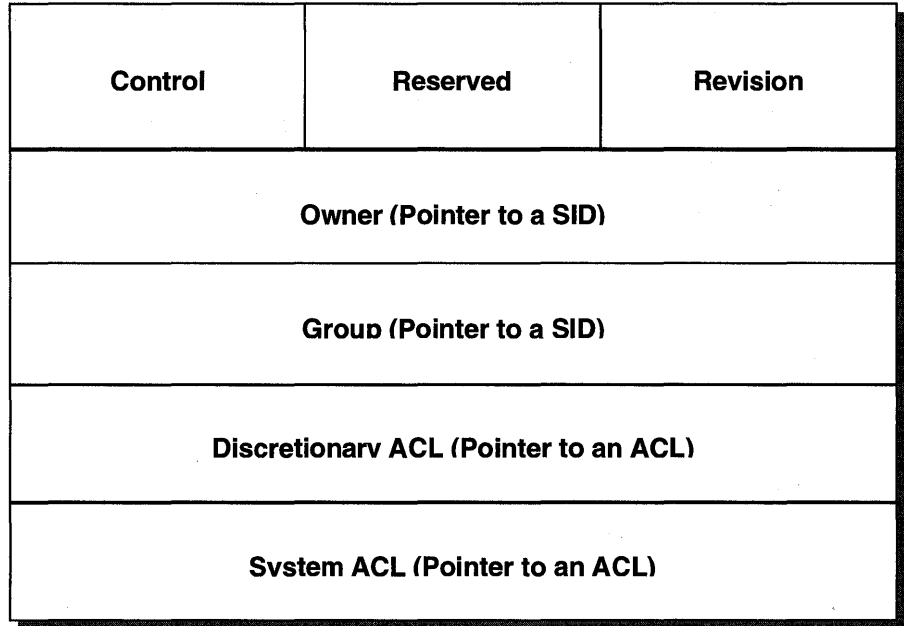 Control Reserved Revision
Owner (Pointer to a SID)
Group (Pointer to a SID)
Discretionary ACL (Pointer to an ACL)
System ACL (Pointer to an ACL)